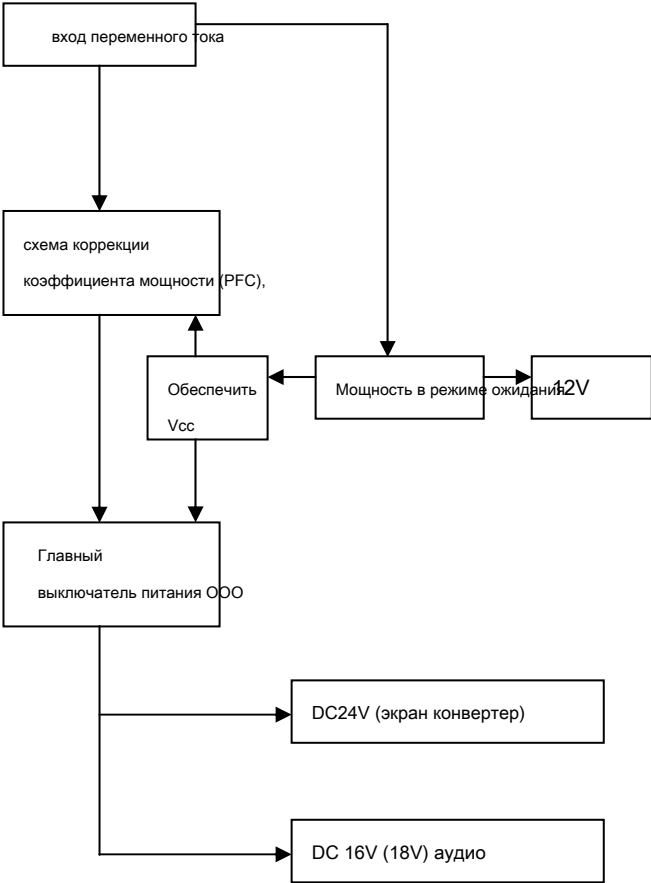 вход переменного тока
схема коррекции
коэффициента мощности (PFC),
Обеспечить
Vcc
Мощность в режиме ожидания
12V
Главный
выключатель питания ООО
DC24V (экран конвертер)
DC 16V (18V) аудио